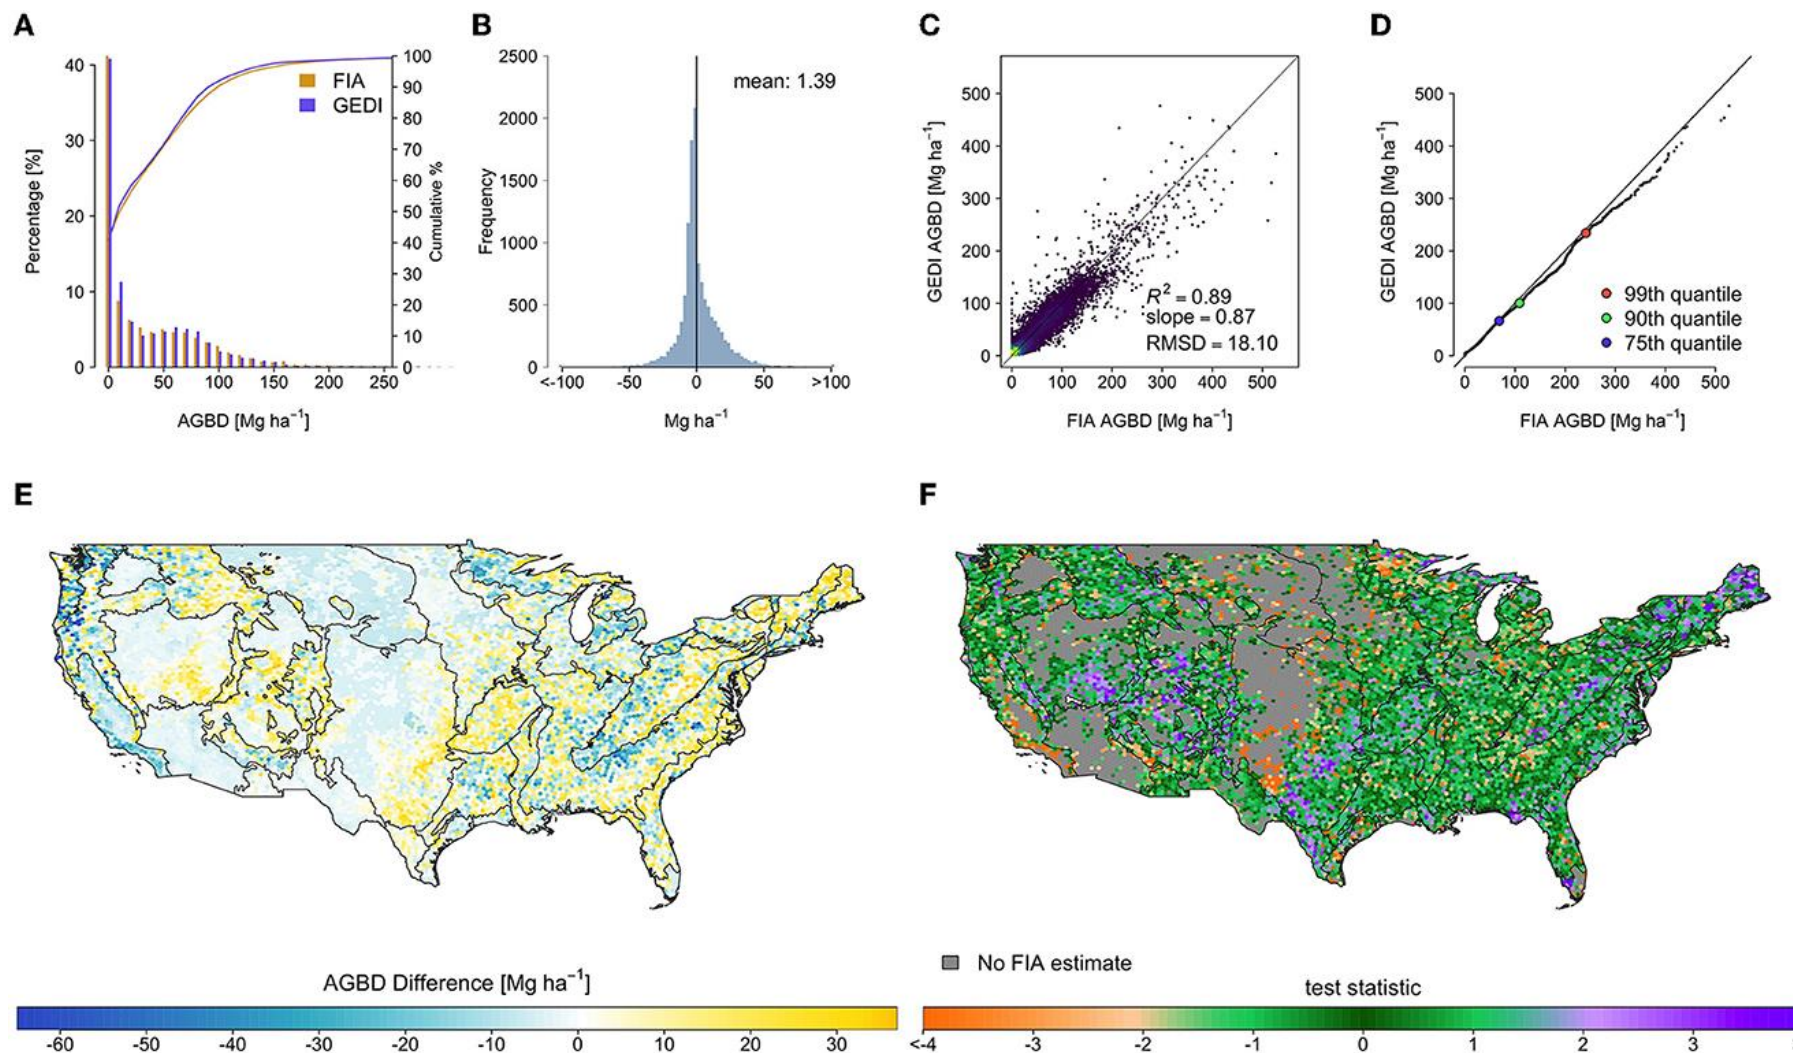 A
40
30
20
10
0
Percentage [%]
FIA
GEDI
100
90
80
70
60
50
40
30
20
10
0
Cumulative %
0 50 100 150 200 250
AGBD [Mg ha⁻¹]
B
2500
2000
1500
1000
500
0
Frequency
mean: 1.39
<-100 -50 0 50 >100
Mg ha⁻¹
C
500
400
300
200
100
0
GEDI AGBD [Mg ha⁻¹]
R² = 0.89
slope = 0.87
RMSD = 18.10
0 100 200 300 400 500
FIA AGBD [Mg ha⁻¹]
D
500
400
300
200
100
0
GEDI AGBD [Mg ha⁻¹]
99th quantile
90th quantile
75th quantile
0 100 200 300 400 500
FIA AGBD [Mg ha⁻¹]
E
AGBD Difference [Mg ha⁻¹]
-60 -50 -40 -30 -20 -10 0 10 20 30
F
No FIA estimate
test statistic
<-4 -3 -2 -1 0 1 2 3